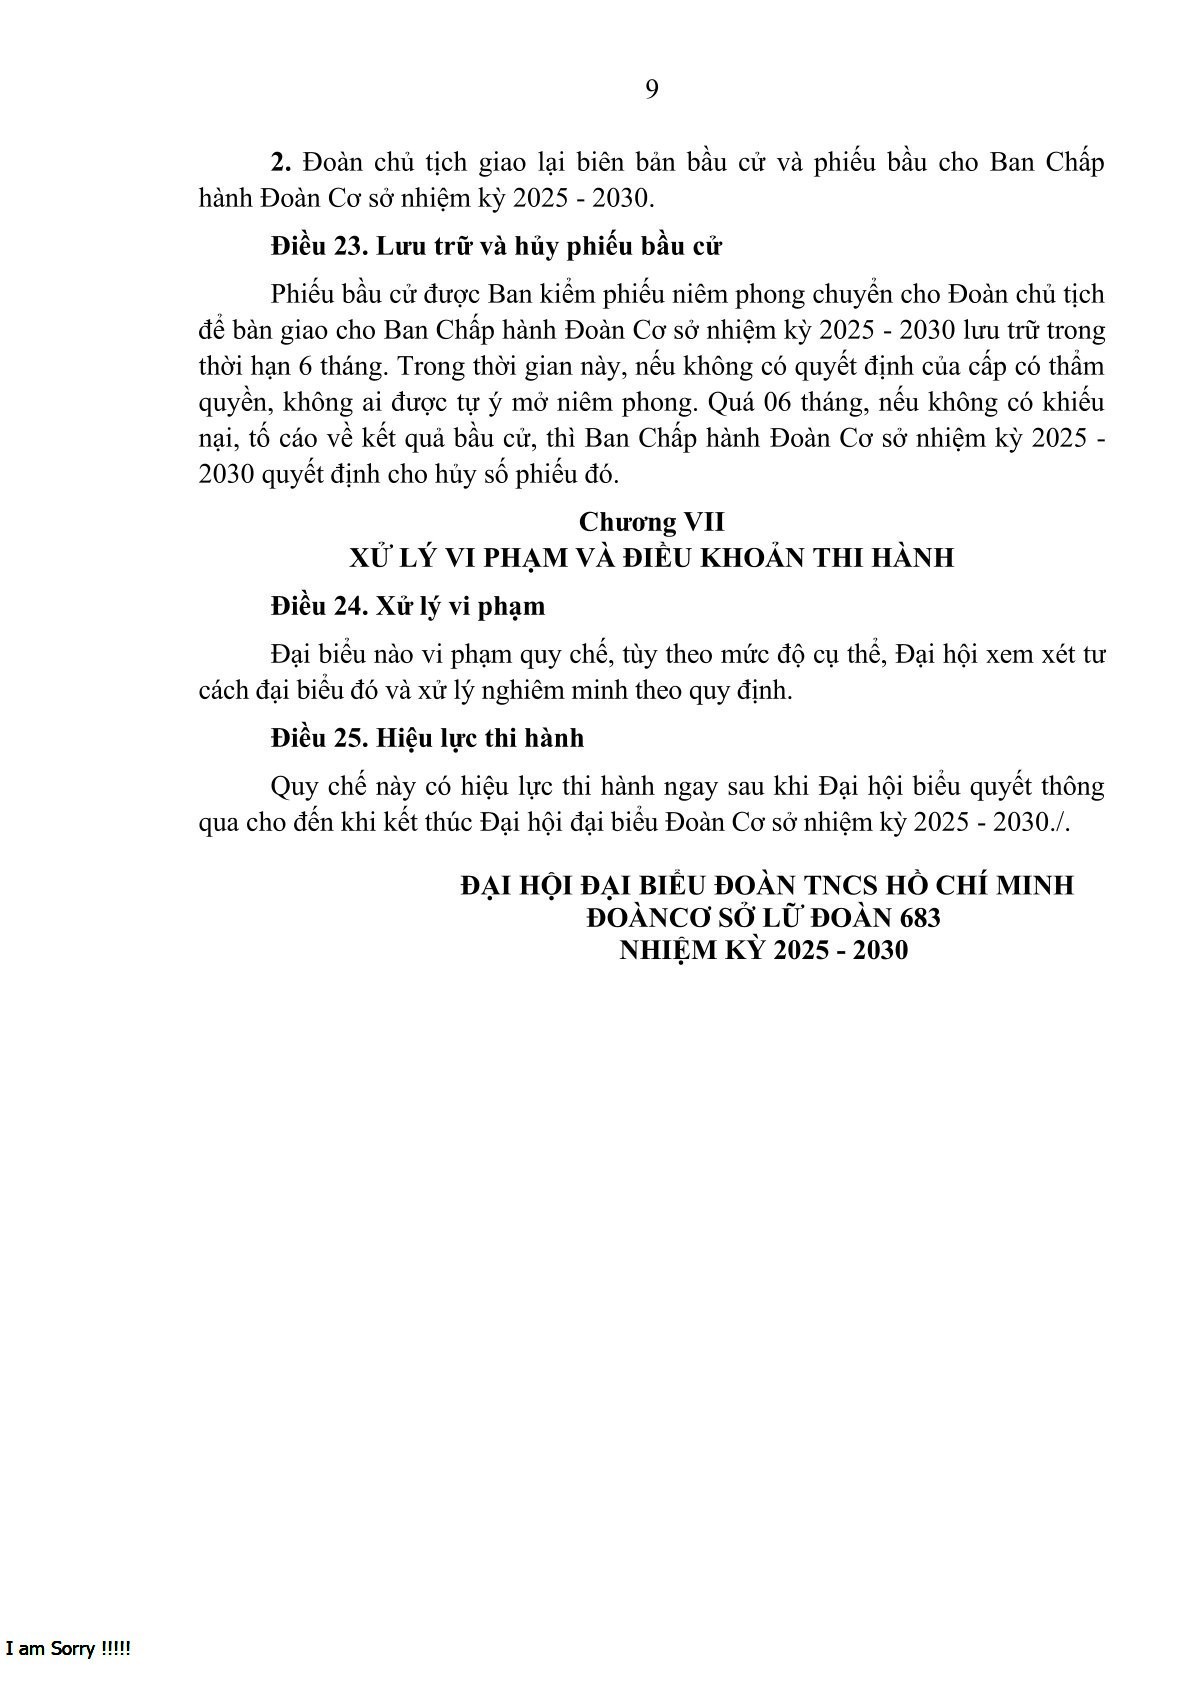 9
2. Đoàn chủ tịch giao lại biên bản bầu cử và phiếu bầu cho Ban Chấp
hành Đoàn Cơ sở nhiệm kỳ 2025 - 2030.
Điều 23. Lưu trữ và hủy phiếu bầu cử
Phiếu bầu cử được Ban kiểm phiếu niêm phong chuyển cho Đoàn chủ tịch
để bàn giao cho Ban Chấp hành Đoàn Cơ sở nhiệm kỳ 2025 - 2030 lưu trữ trong
thời hạn 6 tháng. Trong thời gian này, nếu không có quyết định của cấp có thẩm
quyền, không ai được tự ý mở niêm phong. Quá 06 tháng, nếu không có khiếu
nại, tố cáo về kết quả bầu cử, thì Ban Chấp hành Đoàn Cơ sở nhiệm kỳ 2025 -
2030 quyết định cho hủy số phiếu đó.
Chương VII
XỬ LÝ VI PHẠM VÀ ĐIỀU KHOẢN THI HÀNH
Điều 24. Xử lý vi phạm
Đại biểu nào vi phạm quy chế, tùy theo mức độ cụ thể, Đại hội xem xét tư
cách đại biểu đó và xử lý nghiêm minh theo quy định.
Điều 25. Hiệu lực thi hành
Quy chế này có hiệu lực thi hành ngay sau khi Đại hội biểu quyết thông
qua cho đến khi kết thúc Đại hội đại biểu Đoàn Cơ sở nhiệm kỳ 2025 - 2030./.
ĐẠI HỘI ĐẠI BIỂU ĐOÀN TNCS HỒ CHÍ MINH
ĐOÀNCƠ SỞ LỮ ĐOÀN 683
NHIỆM KỲ 2025 - 2030
I am Sorry !!!!!